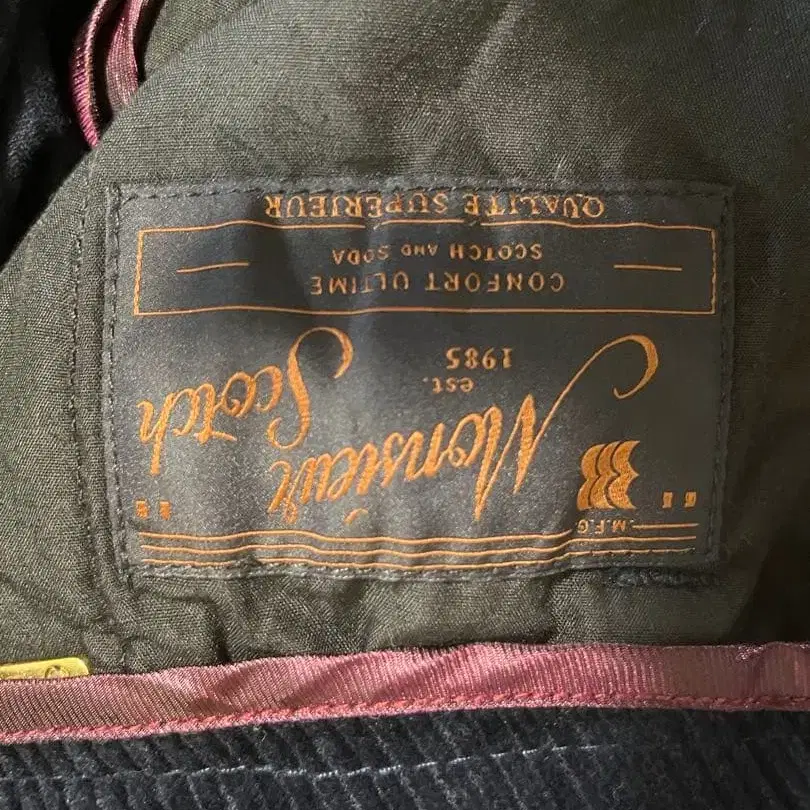 M.F.G
" Monsieur
Scotch "
est.
1985
CONFORT ULTIME
SCOTCH AND SODA
QUALITE SUPERIEUR